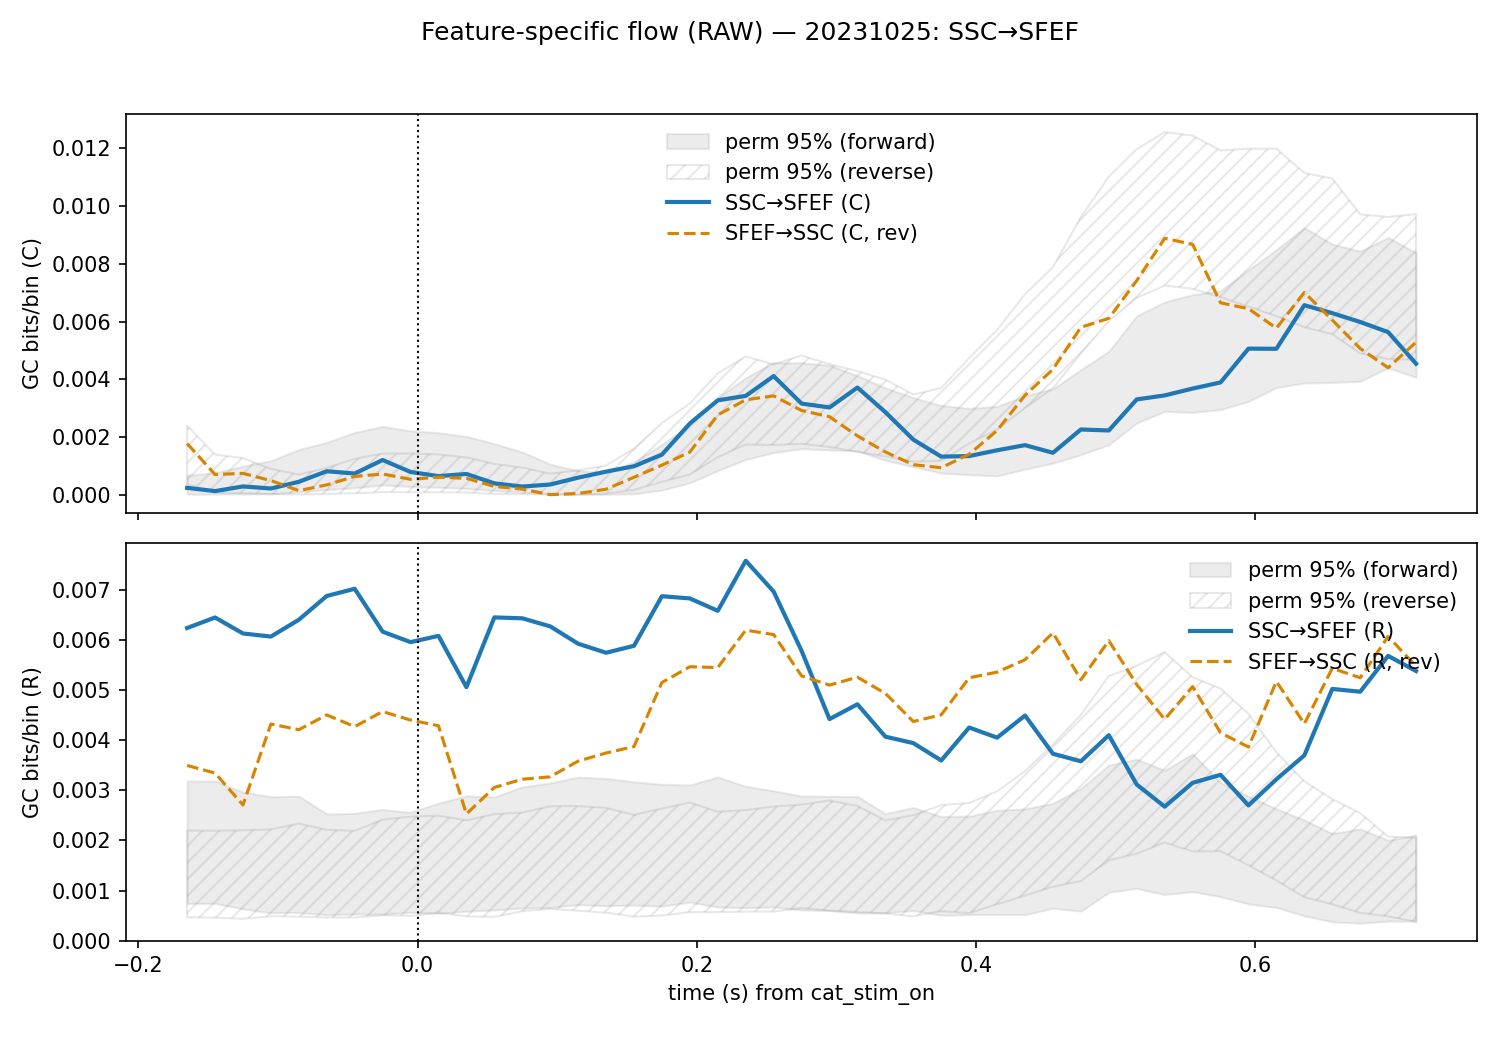 Feature-specific flow (RAW) — 20231025: SSC→SFEF
GC bits/bin (C)
0.012
0.010
0.008
0.006
0.004
0.002
0.000
perm 95% (forward)
perm 95% (reverse)
SSC→SFEF (C)
SFEF→SSC (C, rev)
GC bits/bin (R)
0.007
0.006
0.005
0.004
0.003
0.002
0.001
0.000
perm 95% (forward)
perm 95% (reverse)
SSC→SFEF (R)
SFEF→SSC (R, rev)
−0.2 0.0 0.2 0.4 0.6
time (s) from cat_stim_on